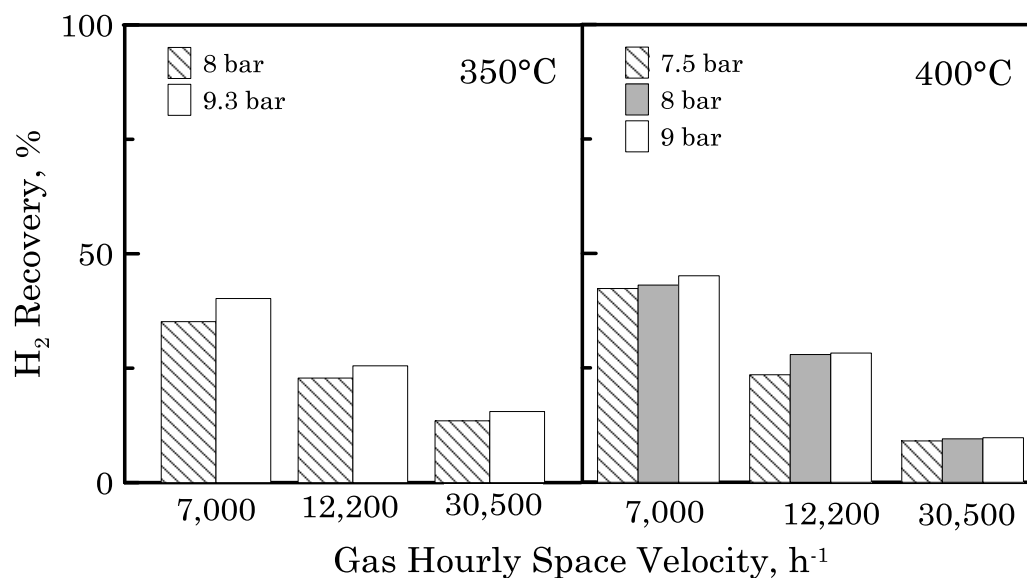 H₂ Recovery, %
100
50
0
8 bar
9.3 bar
350°C
7,000
12,200
30,500
7.5 bar
8 bar
9 bar
400°C
7,000
12,200
30,500
Gas Hourly Space Velocity, h⁻¹